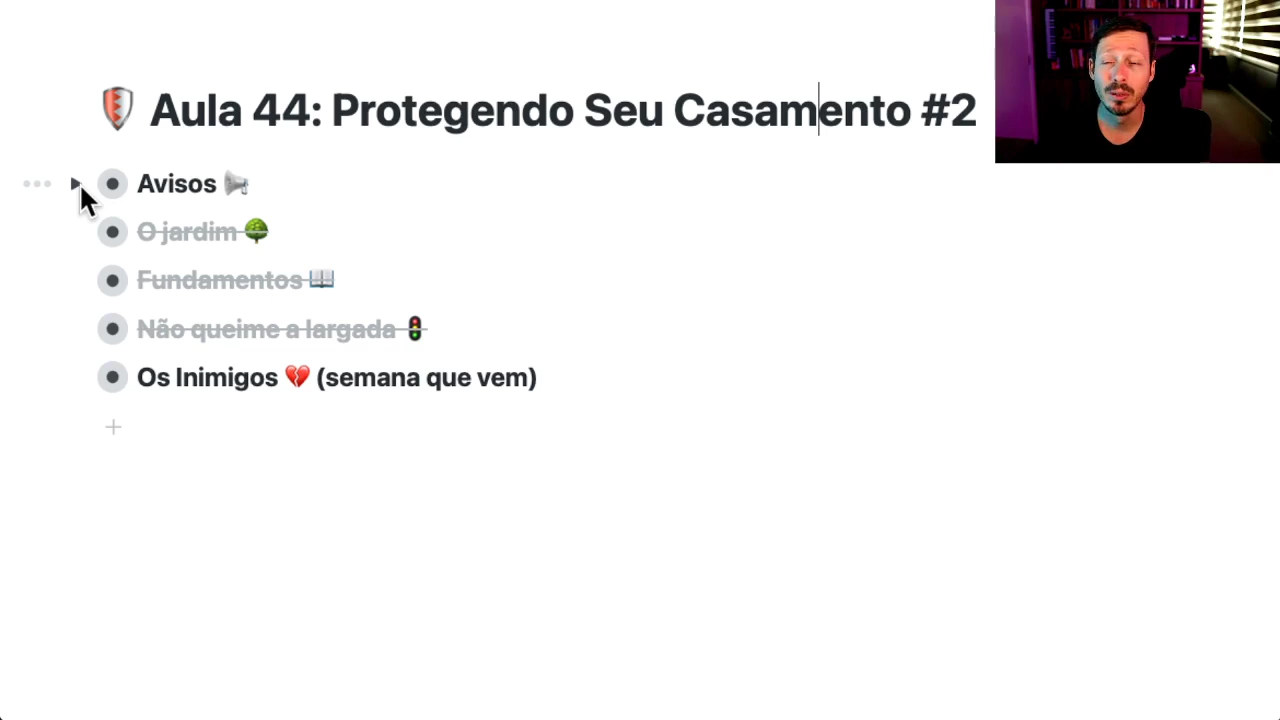 🛡️ Aula 44: Protegendo Seu Casamento #2
Avisos 📢
O jardim 🌳
Fundamentos 📖
Não queime a largada 🚦
Os Inimigos 💔 (semana que vem)